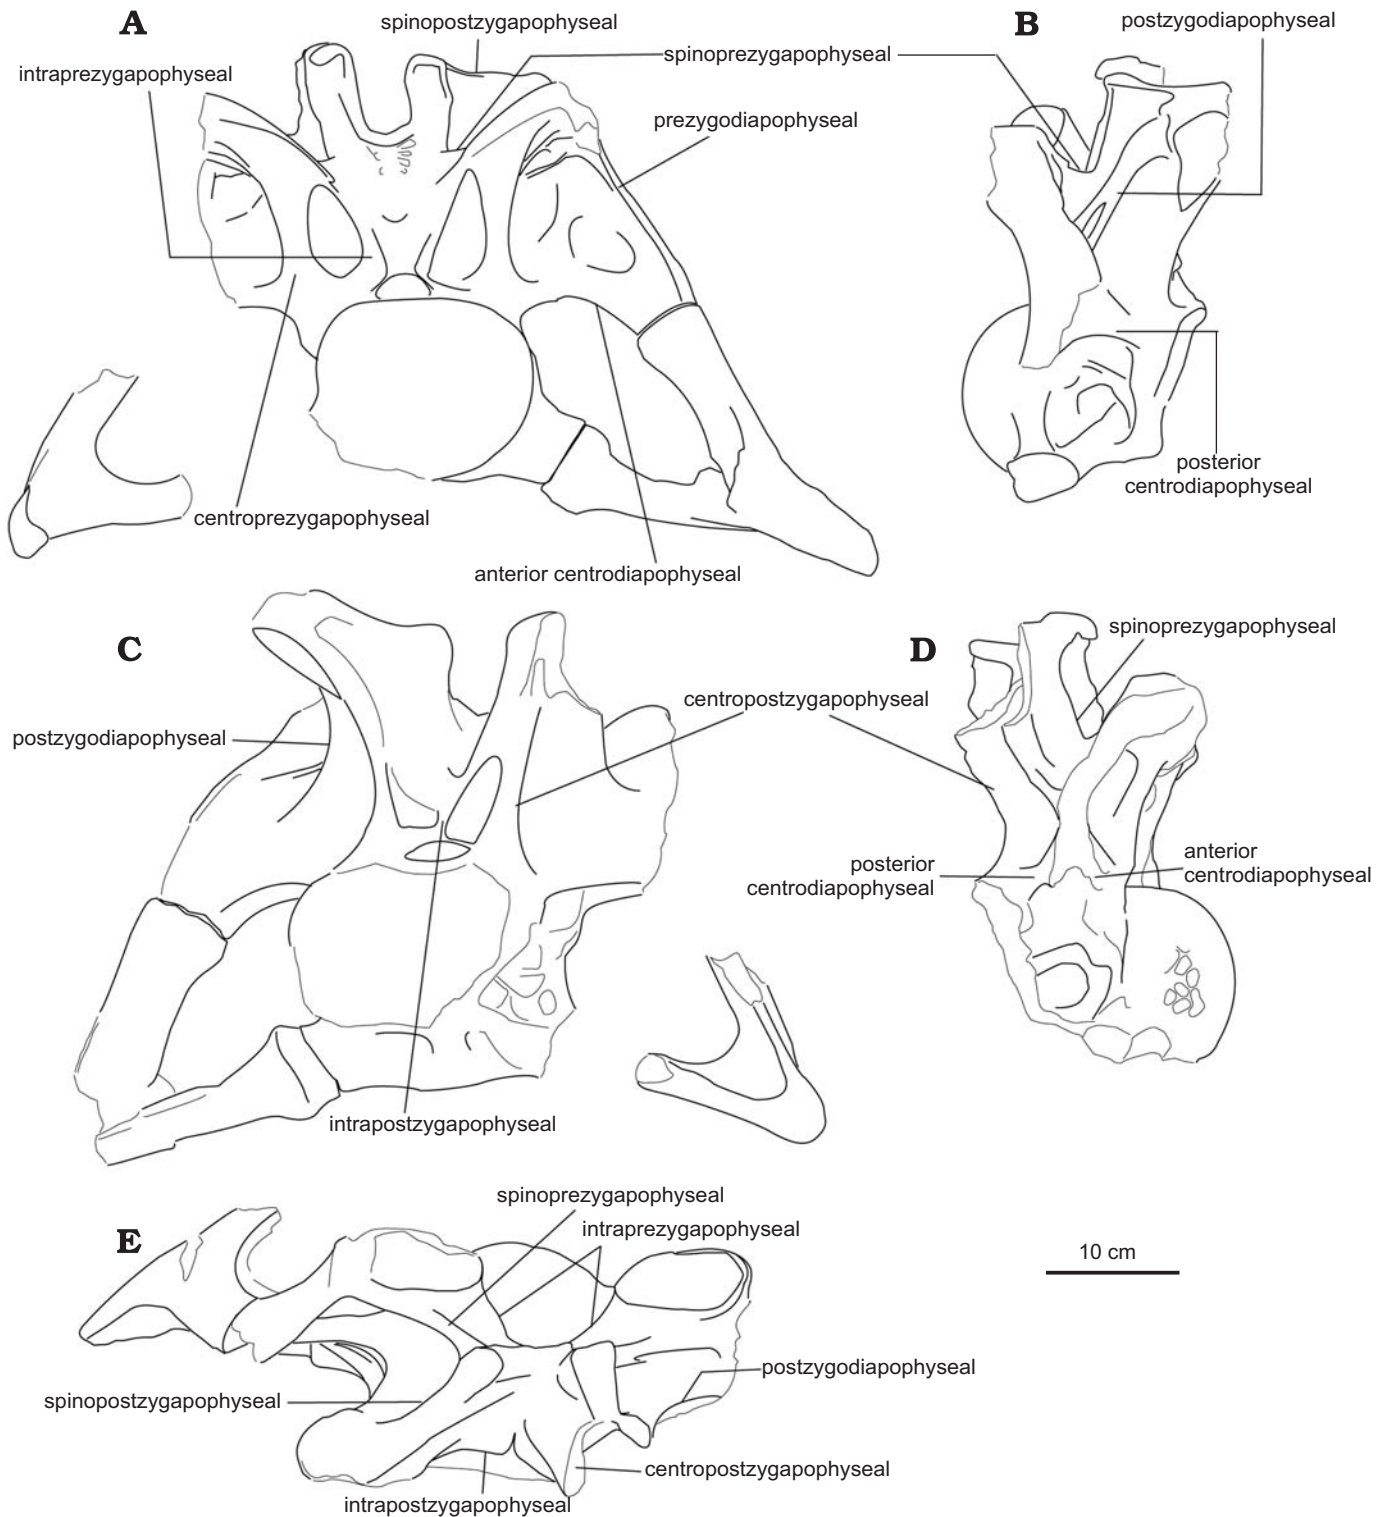 A
spinopostzygapophyseal
B
postzygodiapophyseal
spinoprezygapophyseal
intraprezygapophyseal
prezygodiapophyseal
posterior
centrodiapophyseal
centroprezygapophyseal
anterior centrodiapophyseal
C
D
spinoprezygapophyseal
centropostzygapophyseal
postzygodiapophyseal
posterior
centrodiapophyseal
anterior
centrodiapophyseal
intrapostzygapophyseal
E
spinoprezygapophyseal
intraprezygapophyseal
10 cm
postzygodiapophyseal
spinopostzygapophyseal
centropostzygapophyseal
intrapostzygapophyseal